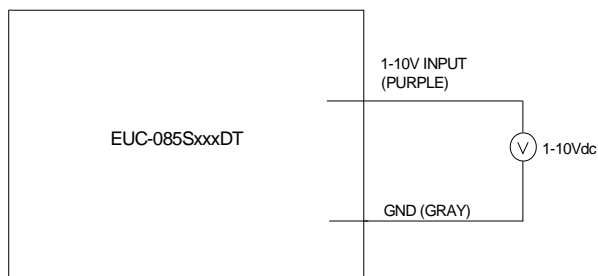 1-10V INPUT
(PURPLE)
EUC-085SxxxDT
V
1-10Vdc
GND (GRAY)